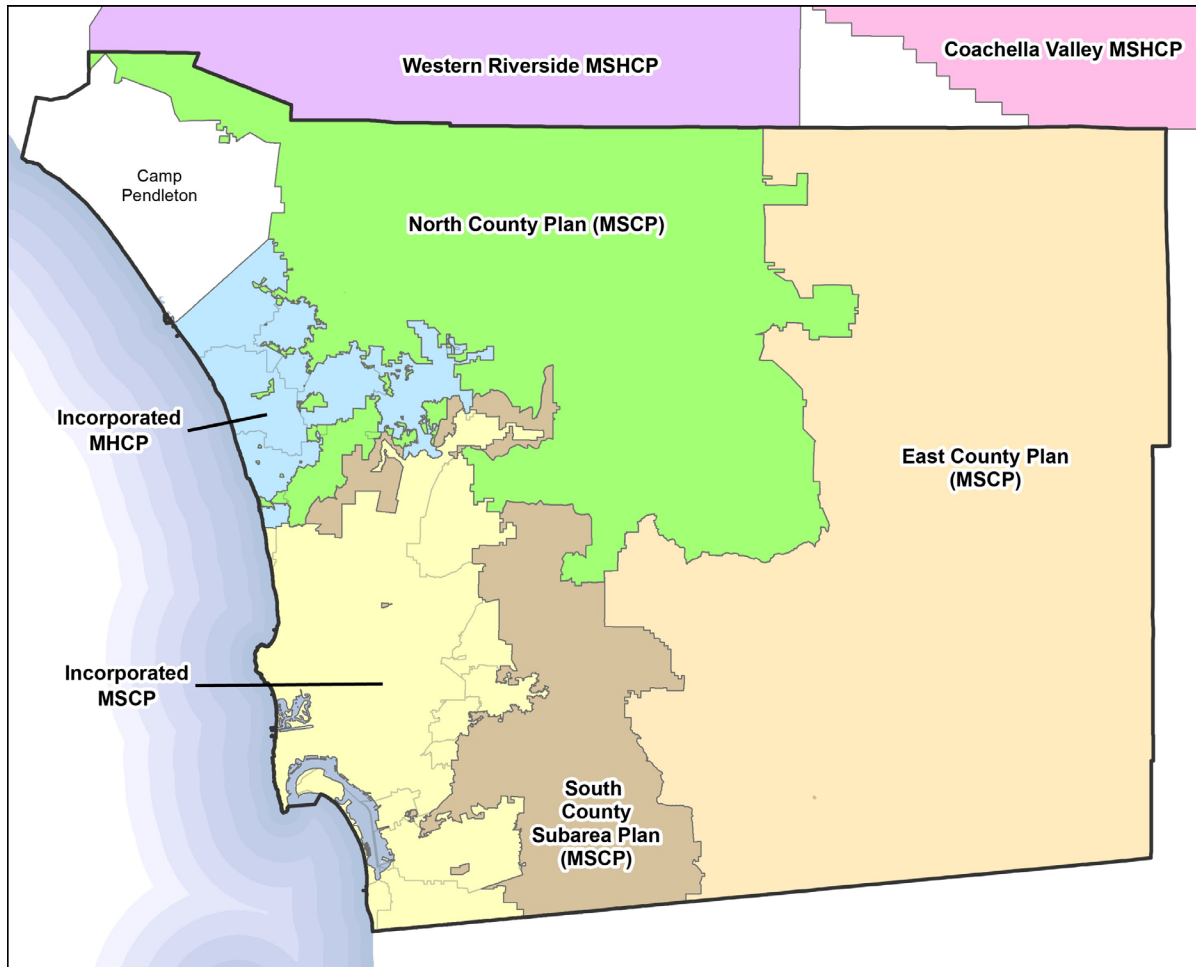 Western Riverside MSHCP
Coachella Valley MSHCP
Camp
Pendleton
North County Plan (MSCP)
Incorporated
MHCP
East County Plan
(MSCP)
Incorporated
MSCP
South
County
Subarea Plan
(MSCP)